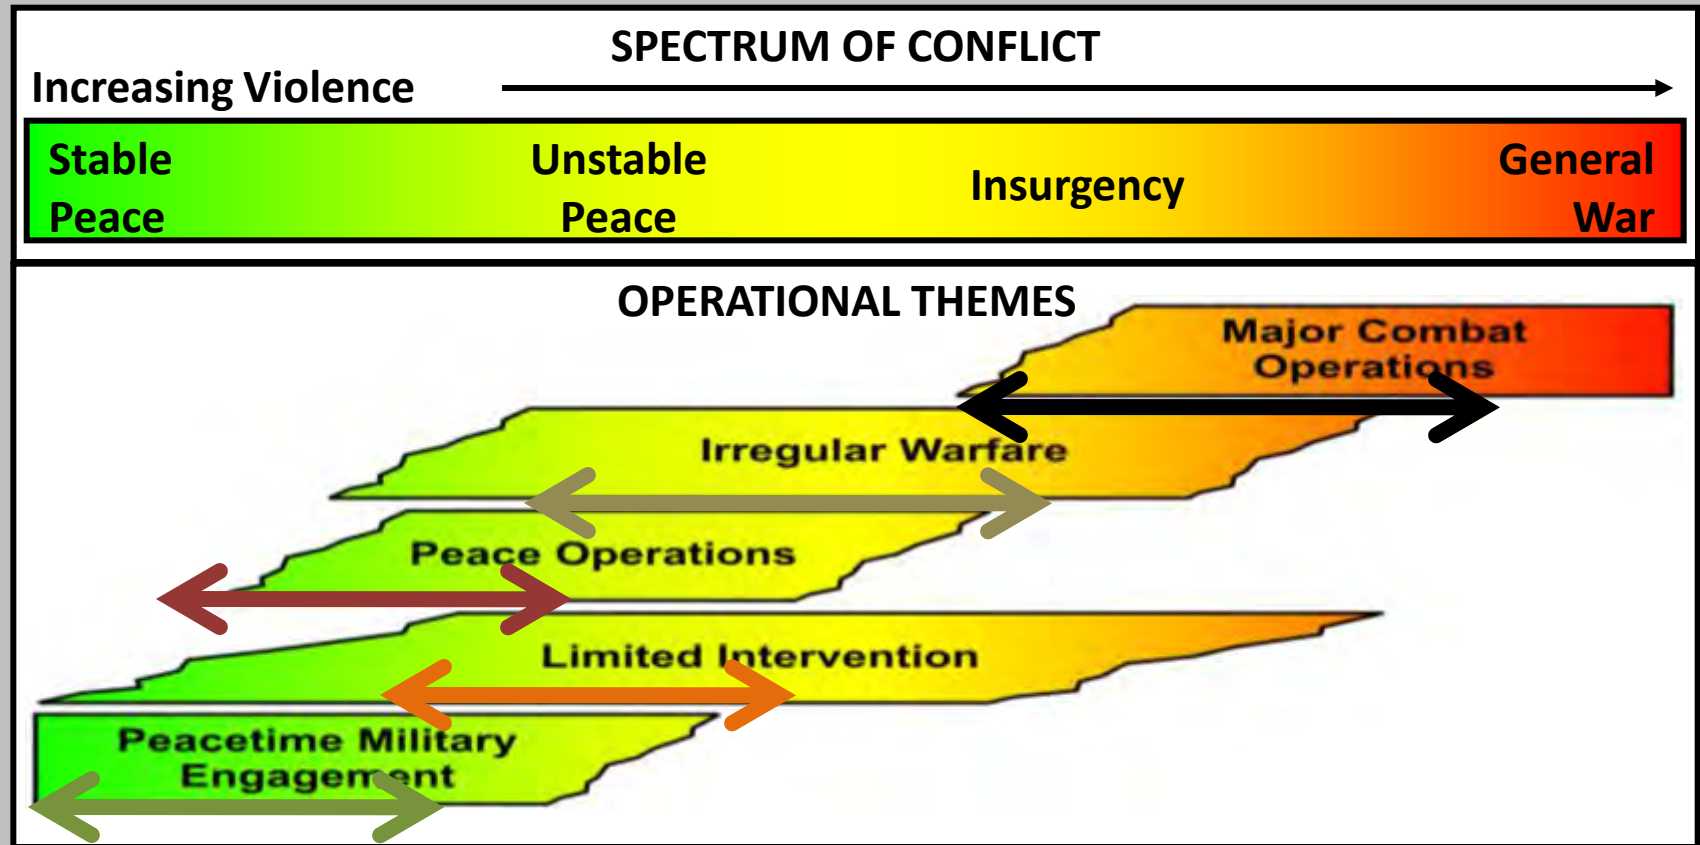 SPECTRUM OF CONFLICT
Increasing Violence
Stable
Peace
Unstable
Peace
Insurgency
General
War
OPERATIONAL THEMES
Major Combat
Operations
Irregular Warfare
Peace Operations
Limited Intervention
Peacetime Military
Engagement